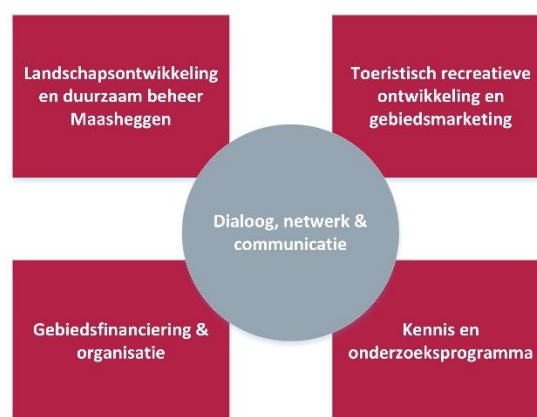 Landschapsontwikkeling
en duurzaam beheer
Maasheggen
Toeristisch recreatieve
ontwikkeling en
gebiedsmarketing
Dialoog, netwerk &
communicatie
Gebiedsfinanciering &
organisatie
Kennis en
onderzoeksprogramma